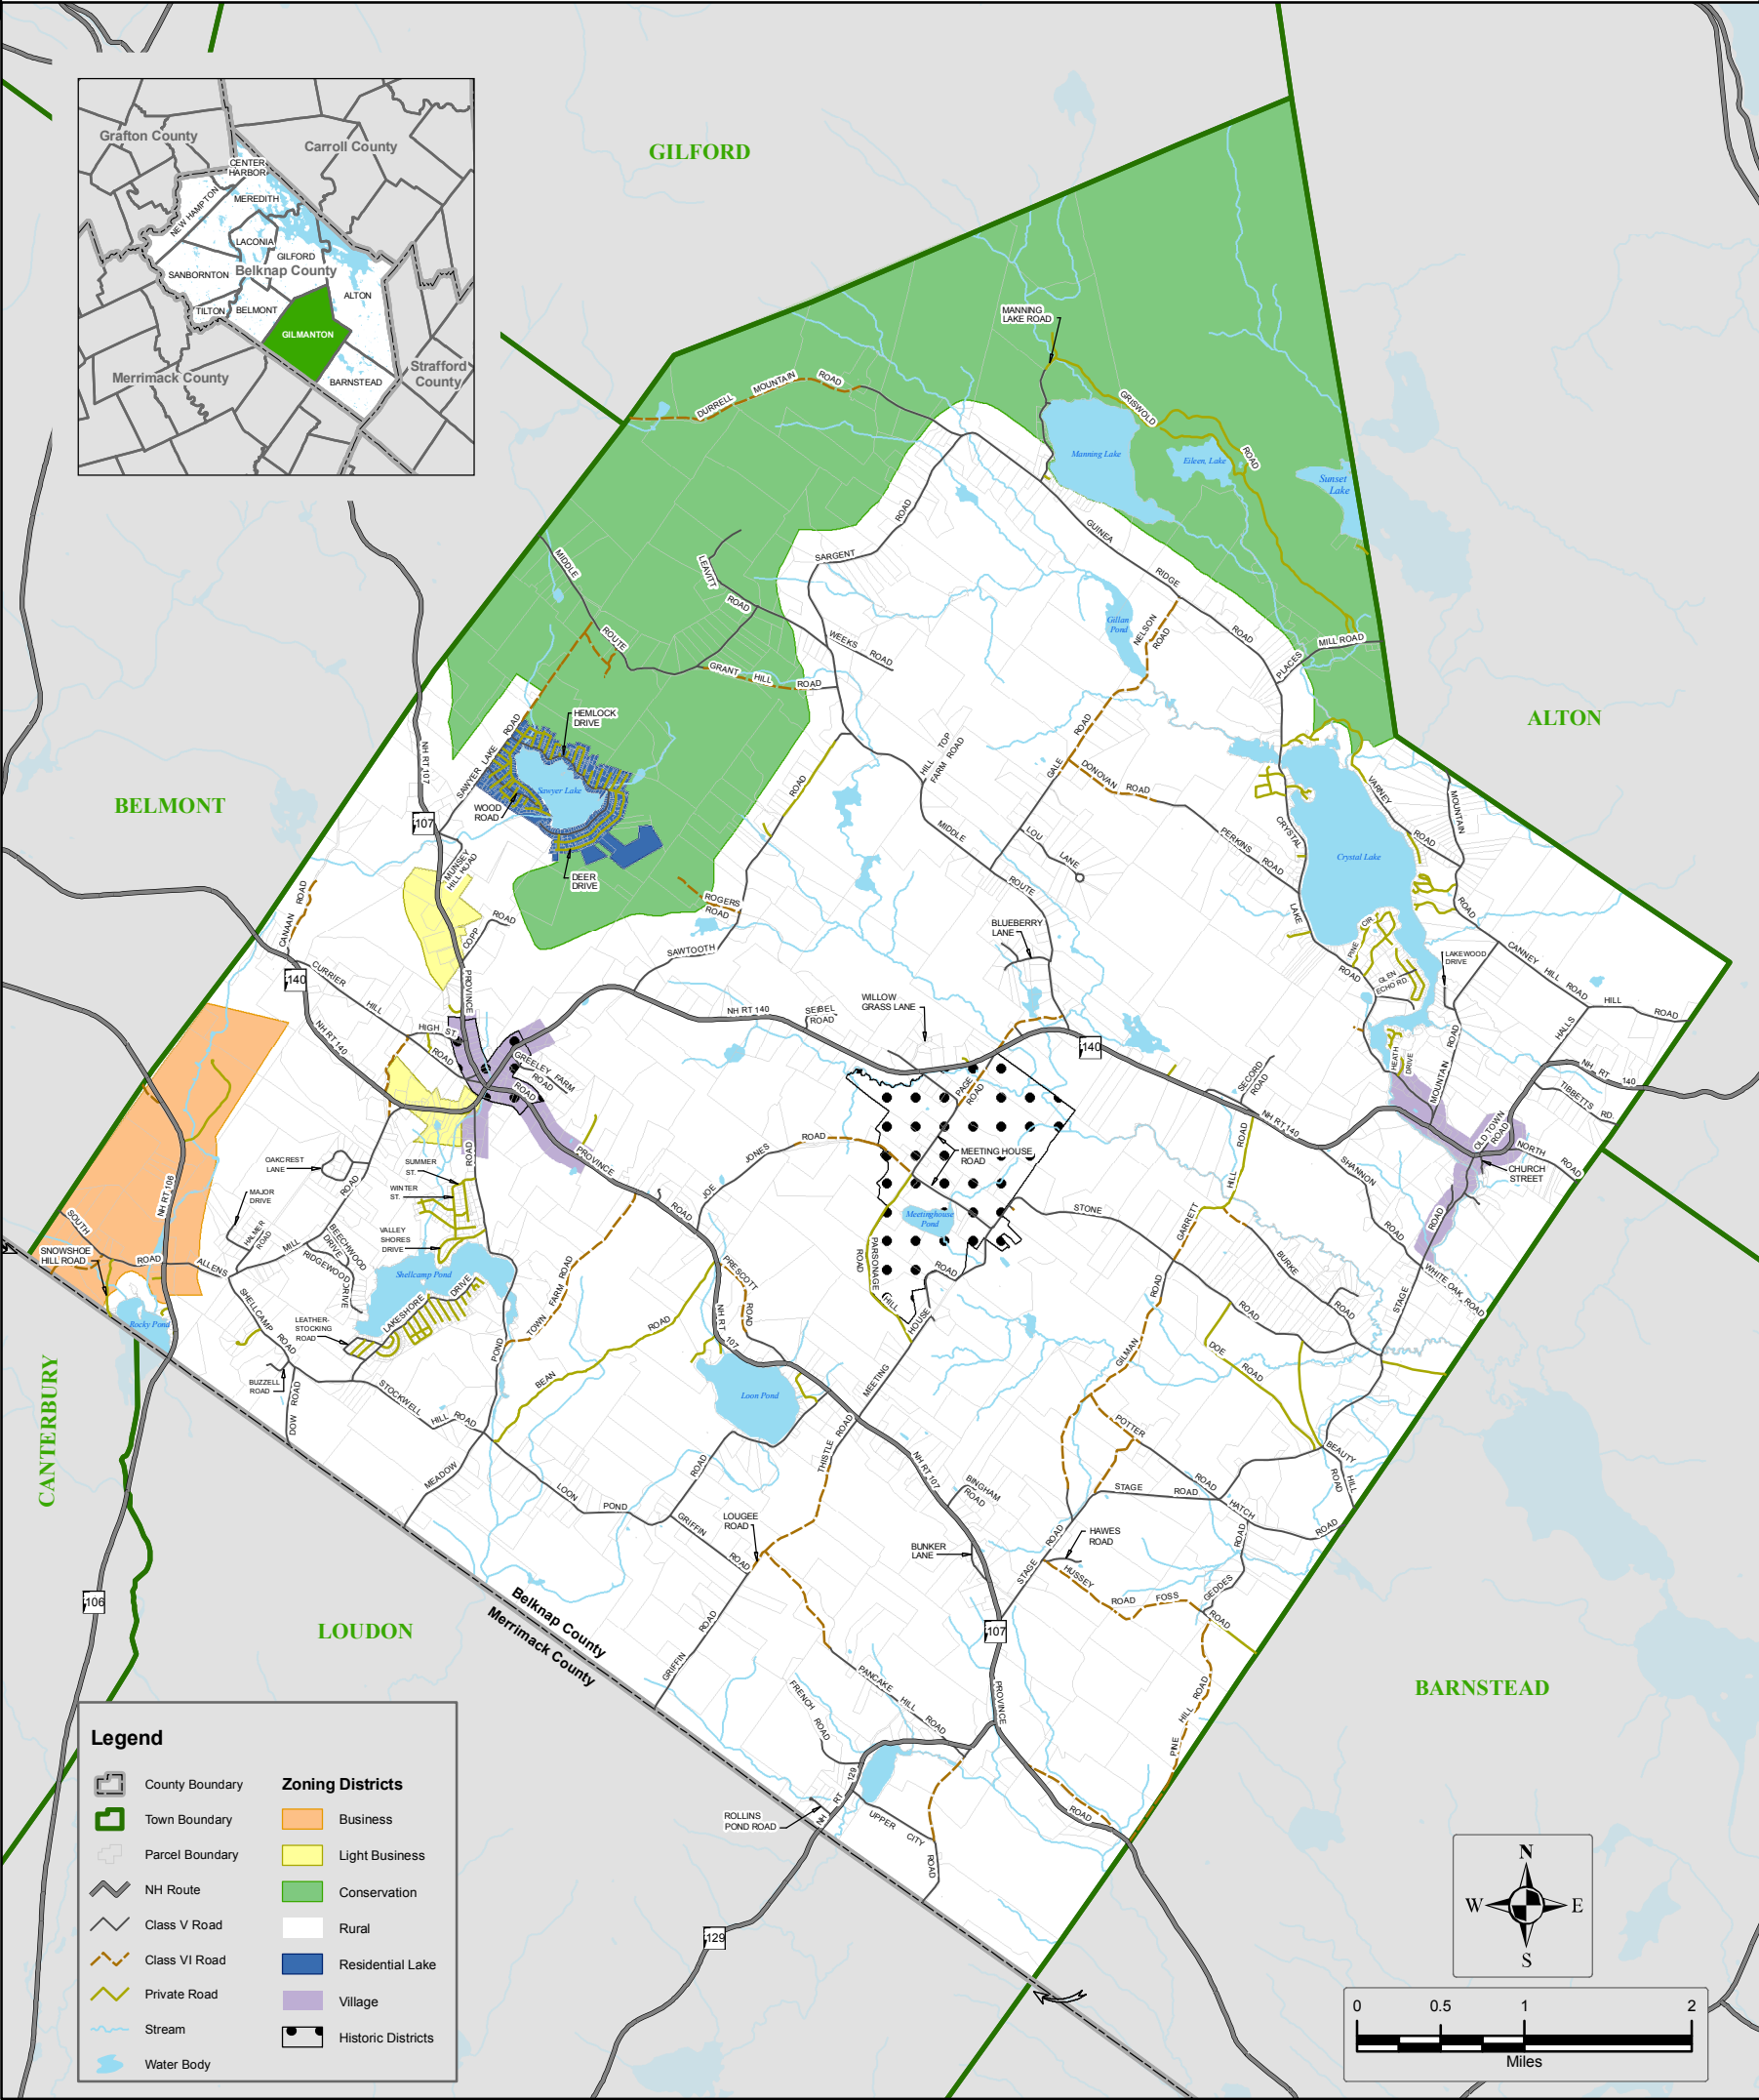 Grafton County
Carroll County
CENTER
HARBOR
NEW HAMPTON
MEREDITH
LACONIA
GILFORD
SANBORNTON
Belknap County
ALTON
TILTON
BELMONT
GILMANTON
Merrimack County
Strafford
County
BARNSTEAD
GILFORD
MANNING
LAKE ROAD
DURRELL
MOUNTAIN
ROAD
GRISWOLD
ROAD
Manning Lake
Eileen, Lake
Sunset
Lake
ROAD
SARGENT
GUINEA
RIDGE
ROAD
MIDDLE
ROUTE
LEAVITT
ROAD
WEEKS
ROAD
GRANT
HILL
ROAD
Gillan
Pond
NELSON
ROAD
PLACES
MILL ROAD
ALTON
BELMONT
NH RT 107
107
SAWYER LAKE
ROAD
HEMLOCK
DRIVE
Sawyer Lake
WOOD
ROAD
DEER
DRIVE
MUNSEY
HILL ROAD
COPP
ROAD
ROAD
HILL TOP
FARM ROAD
GALE
ROAD
DONOVAN
ROAD
LOU
LANE
MIDDLE
ROUTE
PERKINS
ROAD
CRYSTAL
LAKE
ROAD
Crystal Lake
VARNEY
ROAD
MOUNTAIN
ROAD
ROGERS
ROAD
SAWTOOTH
BLUEBERRY
LANE
PINE
CIR
GLEN
ECHO RD.
LAKEWOOD
DRIVE
CANNEY
HILL
ROAD
HILL
ROAD
HALLS
CANAAN
ROAD
140
CURRIER
HILL
ROAD
NH RT 140
PROVINCE
HIGH
ST
GREELEY FARM
ROAD
ROAD
NH RT 140
SEIBEL
ROAD
WILLOW
GRASS LANE
140
PAGE
ROAD
SECOND
ROAD
NH RT 140
HEATH
DRIVE
MOUNTAIN
ROAD
NH RT 140
TIBBETTS
RD.
OLD TOWN
ROAD
NORTH
ROAD
CHURCH
STREET
PROVINCE
ROAD
JOE
JONES
ROAD
MEETING HOUSE
ROAD
Meetinghouse
Pond
STONE
ROAD
HILL
ROAD
SHANNON
ROAD
ROAD
WHITE OAK ROAD
STAGE
BURKE
ROAD
OAKCREST
LANE
MAJOR
DRIVE
HALMER
ROAD
ROAD
MILL
ALLENS
BEECHWOOD
DRIVE
RIDGEWOOD
DRIVE
SUMMER
ST.
WINTER
ST.
VALLEY
SHORES
DRIVE
ROAD
NH RT 106
SOUTH
ROAD
SNOWSHOE
HILL ROAD
Rocky Pond
SHELLCAMP
ROAD
Shellcamp Pond
LAKESHORE
DRIVE
LEATHER-
STOCKING
ROAD
BUZZELL
ROAD
DOW
ROAD
STOCKWELL
HILL
ROAD
TOWN
FARM ROAD
POND
MEADOW
BEAN
ROAD
PRESCOTT
ROAD
NH RT
107
Loon Pond
PARSONAGE
ROAD
HILL
HOUSE
ROAD
MEETING
GARRETT
ROAD
GILMAN
DOE
ROAD
CANTERBURY
LOON
POND
ROAD
GRIFFIN
ROAD
THISTLE
ROAD
LOUGEE
ROAD
NH RT 107
BINGHAM
ROAD
BUNKER
LANE
POTTER
ROAD
STAGE
ROAD
HATCH
ROAD
BEAUTY
HILL
ROAD
STAGE
ROAD
HAWES
ROAD
HUSSEY
ROAD
FOSS
ROAD
GEDDES
ROAD
106
LOUDON
Belknap County
Merrimack County
GRIFFIN
ROAD
107
PROVINCE
ROAD
PINE
HILL
ROAD
BARNSTEAD
PANCAKE
HILL
ROAD
FRENCH
ROAD
NH
RT
129
ROLLINS
POND ROAD
UPPER
CITY
ROAD
129
Legend
County Boundary
Town Boundary
Parcel Boundary
NH Route
Class V Road
Class VI Road
Private Road
Stream
Water Body
Zoning Districts
Business
Light Business
Conservation
Rural
Residential Lake
Village
Historic Districts
N
W
E
S
0
0.5
1
2
Miles